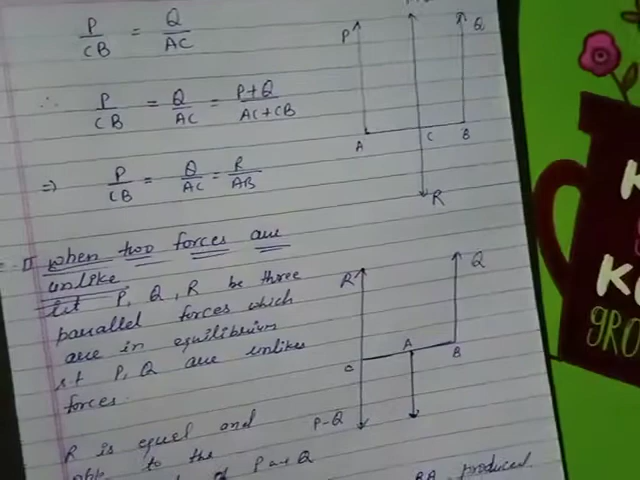 P/CB = Q/AC
∴ P/CB = Q/AC = P+Q/AC+CB
P Q
A C B
R
⇒ P/CB = Q/AC = R/AB
II when two forces are
unlike
let P, Q, R be three
parallel forces which
are in equilibrium
s.t P, Q are unlike
forces.
R Q
C A B
P-Q
R is equal and
to the
of P and Q
BA produced
K
K
GRO